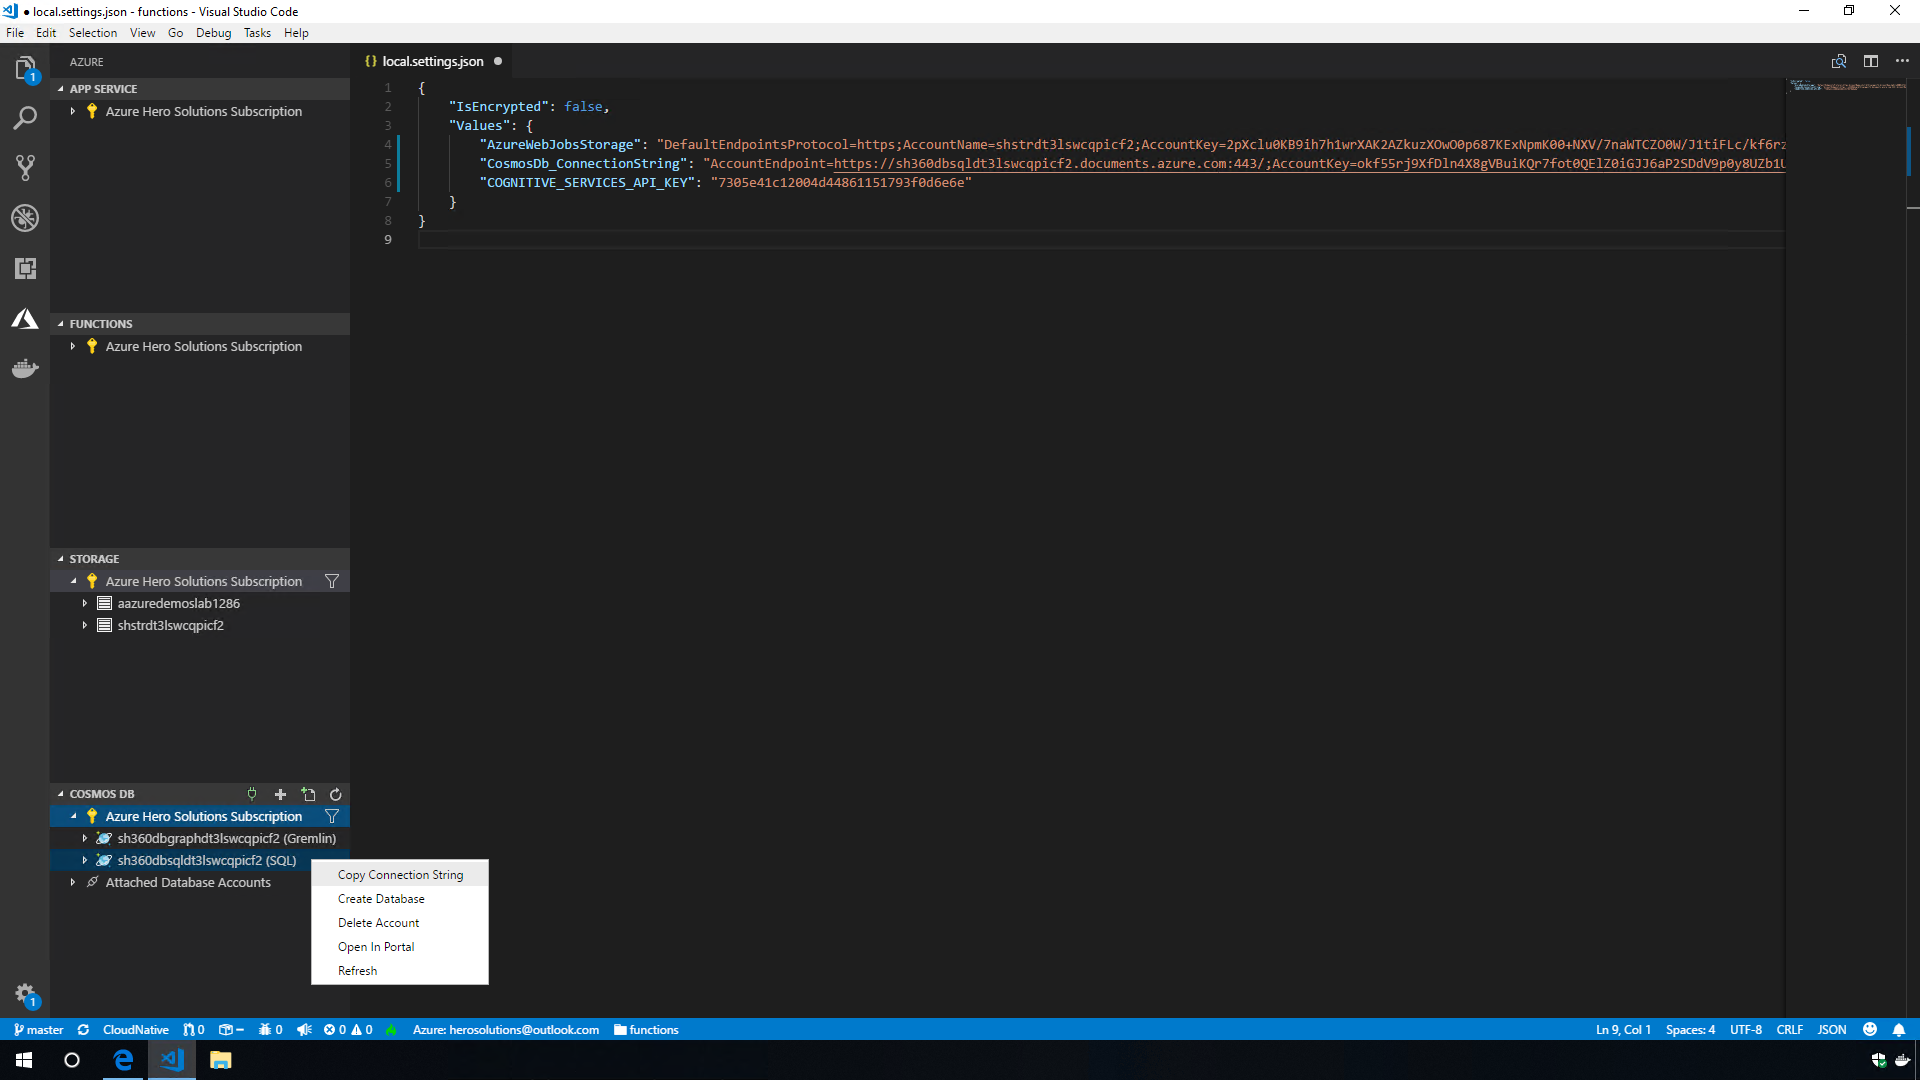 ● local.settings.json - functions - Visual Studio Code
File Edit Selection View Go Debug Tasks Help
AZURE
{} local.settings.json ●
APP SERVICE
Azure Hero Solutions Subscription
1 {
2 "IsEncrypted": false,
3 "Values": {
4 "AzureWebJobsStorage": "DefaultEndpointsProtocol=https;AccountName=shstrdt3lswcqpicf2;AccountKey=2pXclu0KB9ih7h1wrXAK2AZkuzXOwO0p687KExNpmK00+NXV/7naWTCZO0W/J1tiFLc/kf6rz
5 "CosmosDb_ConnectionString": "AccountEndpoint=https://sh360dbsqldt3lswcqpicf2.documents.azure.com:443/;AccountKey=okf55rj9XfDln4X8gVBuiKQr7fot0QElZ0iGJJ6aP2SDdV9p0y8UZb1U
6 "COGNITIVE_SERVICES_API_KEY": "7305e41c12004d44861151793f0d6e6e"
7 }
8 }
9
FUNCTIONS
Azure Hero Solutions Subscription
STORAGE
Azure Hero Solutions Subscription
aazuredemoslab1286
shstrdt3lswcqpicf2
COSMOS DB
Azure Hero Solutions Subscription
sh360dbgraphdt3lswcqpicf2 (Gremlin)
sh360dbsqldt3lswcqpicf2 (SQL)
Attached Database Accounts
Copy Connection String
Create Database
Delete Account
Open In Portal
Refresh
1
1
master CloudNative 0 0 0 0 Azure: herosolutions@outlook.com functions Ln 9, Col 1 Spaces: 4 UTF-8 CRLF JSON